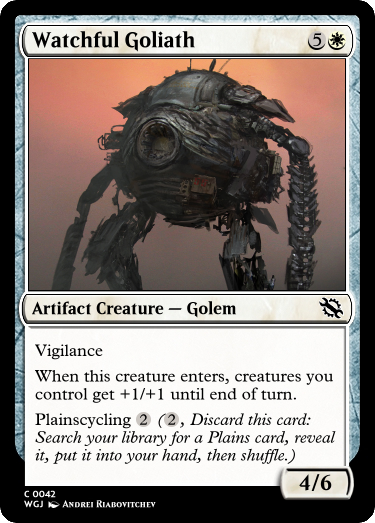 Watchful Goliath 5
Artifact Creature — Golem
Vigilance
When this creature enters, creatures you
control get +1/+1 until end of turn.
Plainscycling 2 (2, Discard this card:
Search your library for a Plains card, reveal
it, put it into your hand, then shuffle.)
4/6
C 0042
WGJ Andrei Riabovitchev